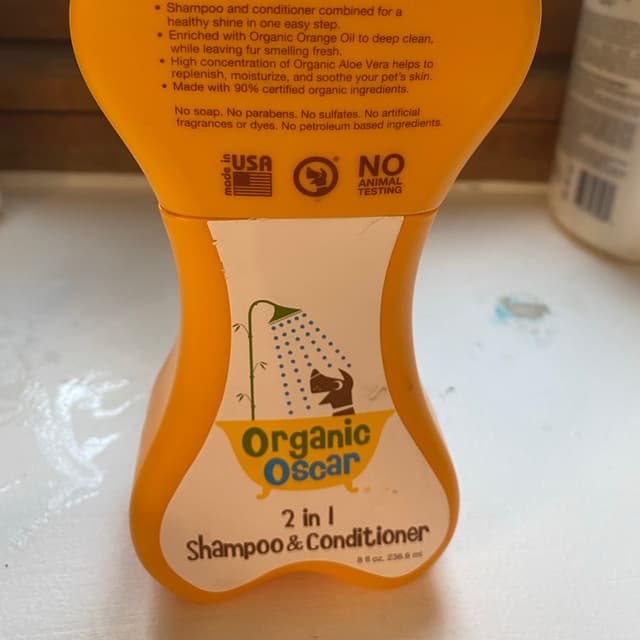 • Shampoo and conditioner combined for a
healthy shine in one easy step.
• Enriched with Organic Orange Oil to deep clean,
while leaving fur smelling fresh.
• High concentration of Organic Aloe Vera helps to
replenish, moisturize, and soothe your pet's skin.
• Made with 90% certified organic ingredients.
No soap. No parabens. No sulfates. No artificial
fragrances or dyes. No petroleum based ingredients.
made in USA
NO
ANIMAL
TESTING
Organic
Oscar
2 in 1
Shampoo & Conditioner
8 fl oz, 236.6 ml